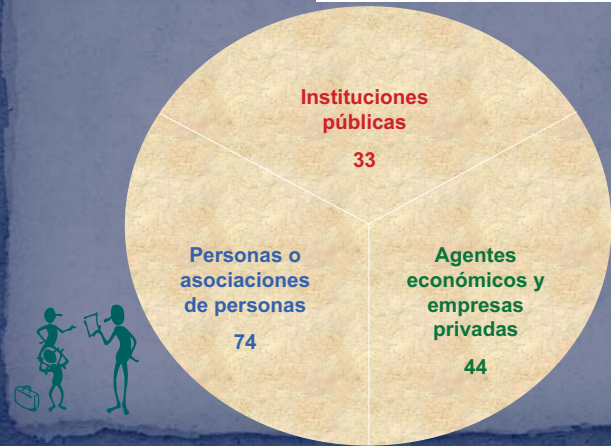 Instituciones
públicas
33
Personas o
asociaciones
de personas
74
Agentes
económicos y
empresas
privadas
44